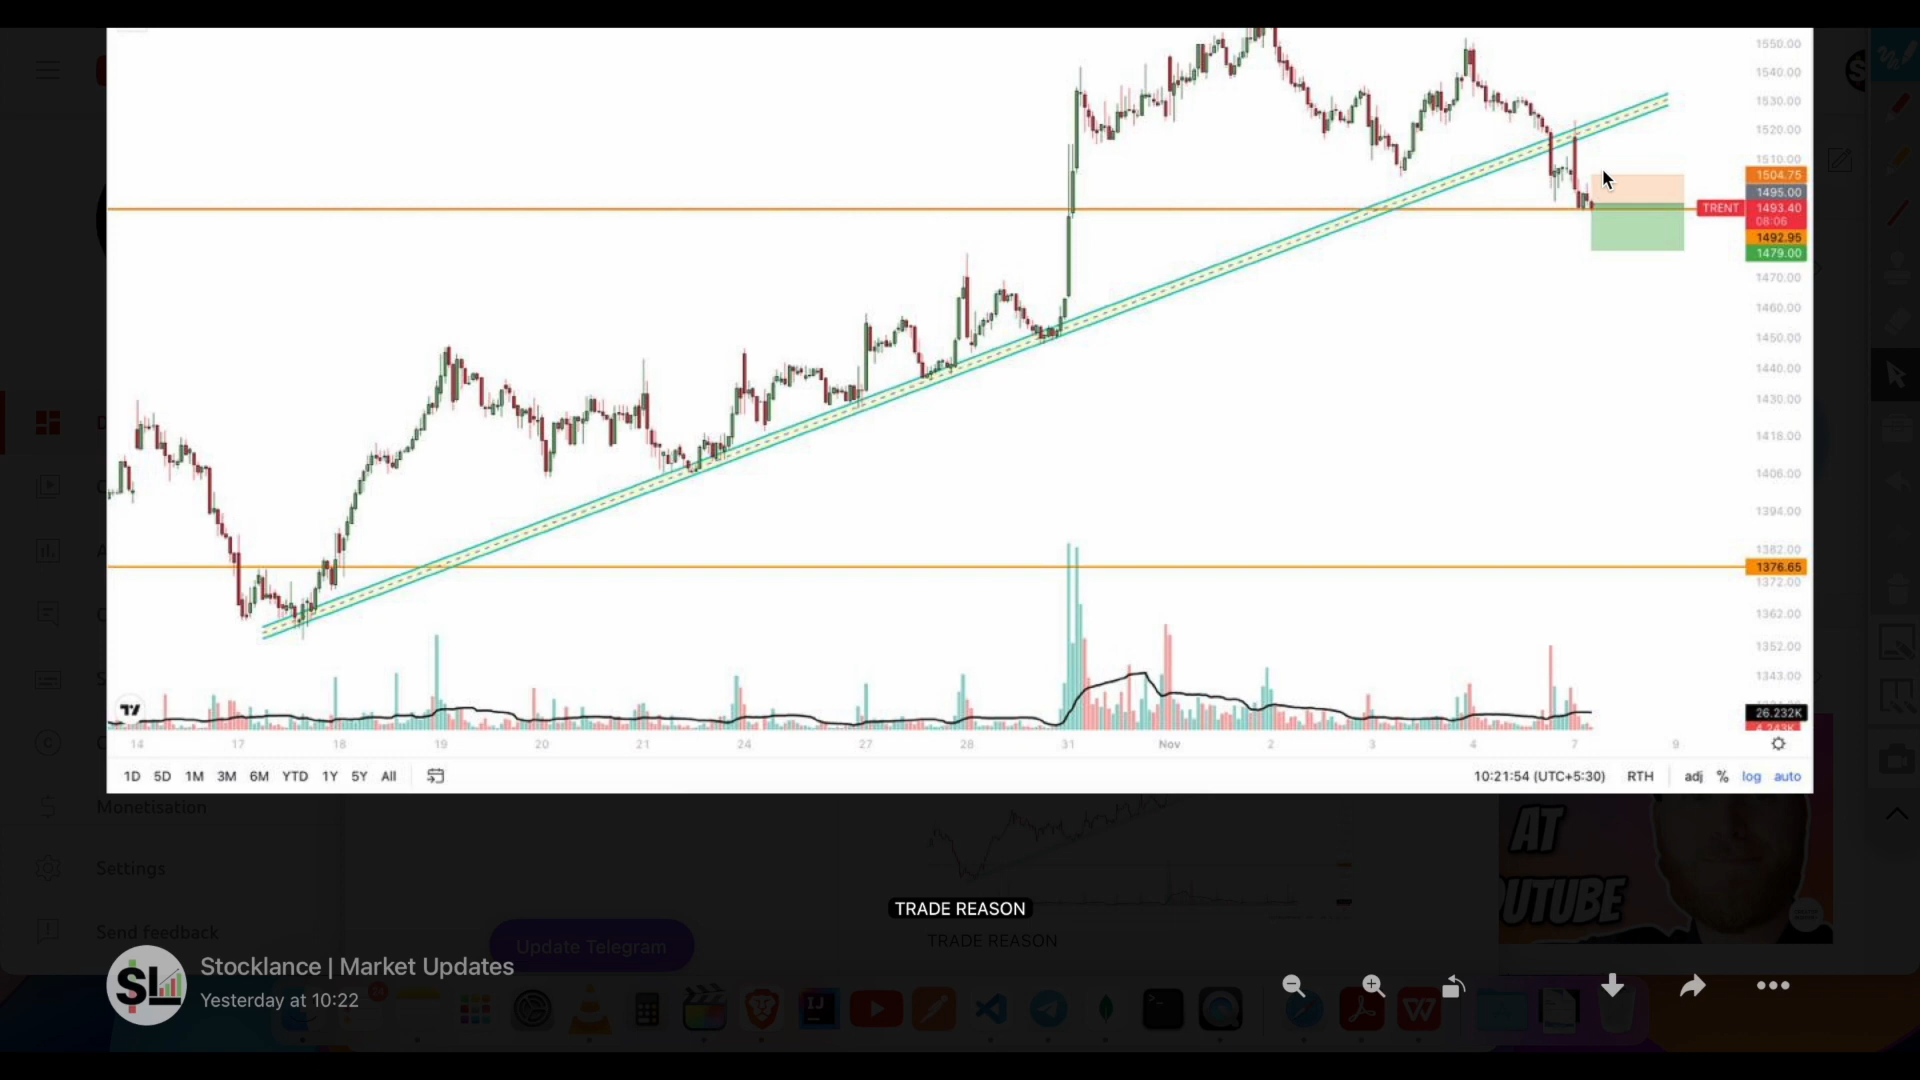 1550.00
1540.00
1530.00
1520.00
1510.00
1504.75
1495.00
TRENT 1493.40
08:06
1492.95
1479.00
1470.00
1460.00
1450.00
1440.00
1430.00
1418.00
1406.00
1394.00
1382.00
1376.65
1372.00
1362.00
1352.00
1343.00
26.232K
14 17 18 19 20 21 24 27 28 31 Nov 2 3 4 7 9
1D 5D 1M 3M 6M YTD 1Y 5Y All 10:21:54 (UTC+5:30) RTH adj % log auto
Monetisation
Settings
AT
OUTUBE
TRADE REASON
Send feedback
Update Telegram
TRADE REASON
SL
Stocklance | Market Updates
Yesterday at 10:22